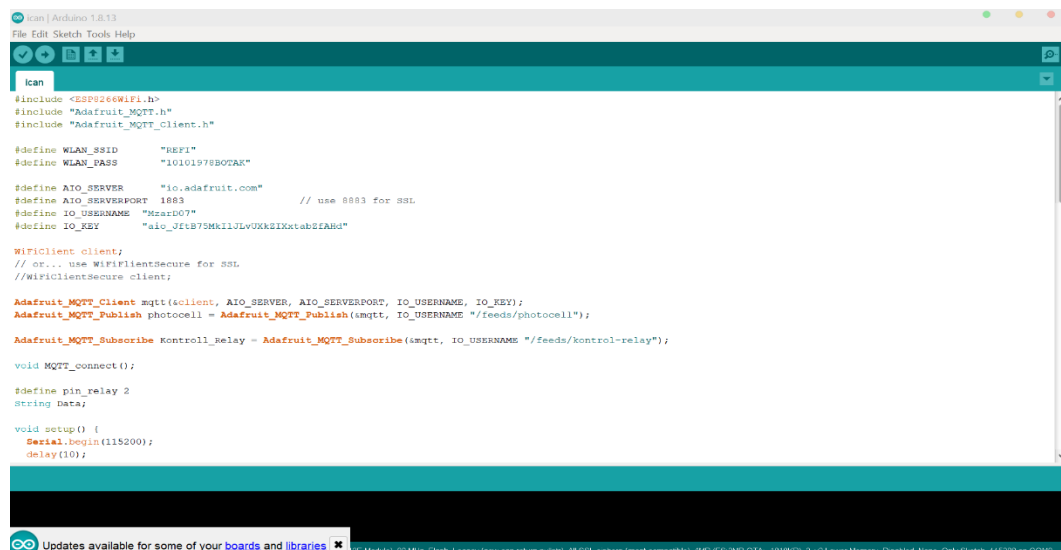 ican | Arduino 1.8.13
File Edit Sketch Tools Help
ican
#include <ESP8266WiFi.h>
#include "Adafruit_MQTT.h"
#include "Adafruit_MQTT_Client.h"
#define WLAN_SSID "REFI"
#define WLAN_PASS "10101978BOTAK"
#define AIO_SERVER "io.adafruit.com"
#define AIO_SERVERPORT 1883 // use 8883 for SSL
#define IO_USERNAME "MzarD07"
#define IO_KEY
WiFiClient client;
// or... use WiFiFlientSecure for SSL
//WiFiClientSecure client;
Adafruit_MQTT_Client mqtt(&client, AIO_SERVER, AIO_SERVERPORT, IO_USERNAME, IO_KEY);
Adafruit_MQTT_Publish photocell = Adafruit_MQTT_Publish(&mqtt, IO_USERNAME "/feeds/photocell");
Adafruit_MQTT_Subscribe Kontroll_Relay = Adafruit_MQTT_Subscribe(&mqtt, IO_USERNAME "/feeds/kontrol-relay");
void MQTT_connect();
#define pin_relay 2
String Data;
void setup() {
Serial.begin(115200);
delay(10);
Updates available for some of your boards and libraries